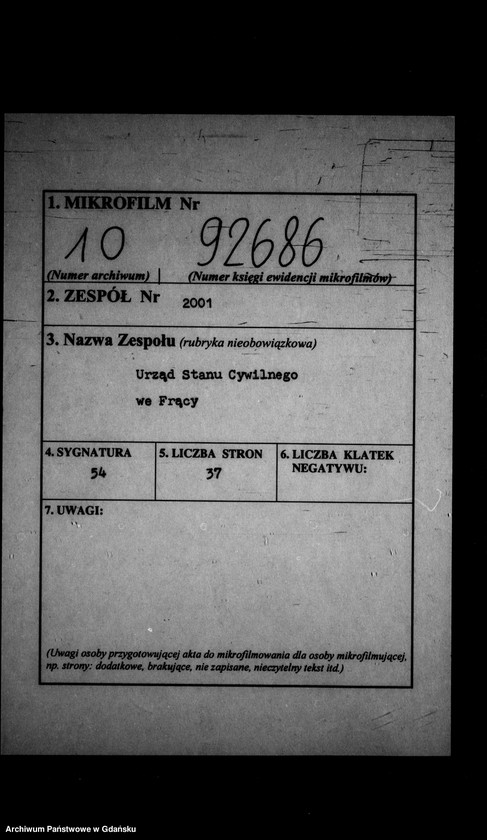 1. MIKROFILM Nr
10 92686
(Numer archiwum) (Numer księgi ewidencji mikrofilmów)
2. ZESPÓŁ Nr 2001
3. Nazwa Zespołu (rubryka nieobowiązkowa)
Urząd Stanu Cywilnego
we Frący
4. SYGNATURA 5. LICZBA STRON 6. LICZBA KLATEK
NEGATYWU:
54 37
7. UWAGI:
(Uwagi osoby przygotowującej akta do mikrofilmowania dla osoby mikrofilmującej,
np. strony: dodatkowe, brakujące, nie zapisane, nieczytelny tekst itd.)
Archiwum Państwowe w Gdańsku